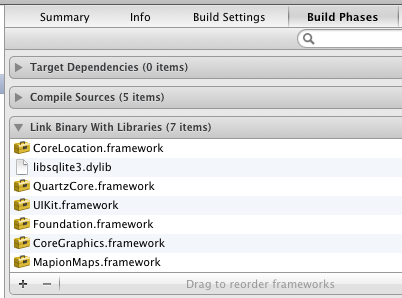 Summary Info Build Settings Build Phases
Target Dependencies (0 items)
Compile Sources (5 items)
Link Binary With Libraries (7 items)
CoreLocation.framework
libsqlite3.dylib
QuartzCore.framework
UIKit.framework
Foundation.framework
CoreGraphics.framework
MapionMaps.framework
+ − Drag to reorder frameworks